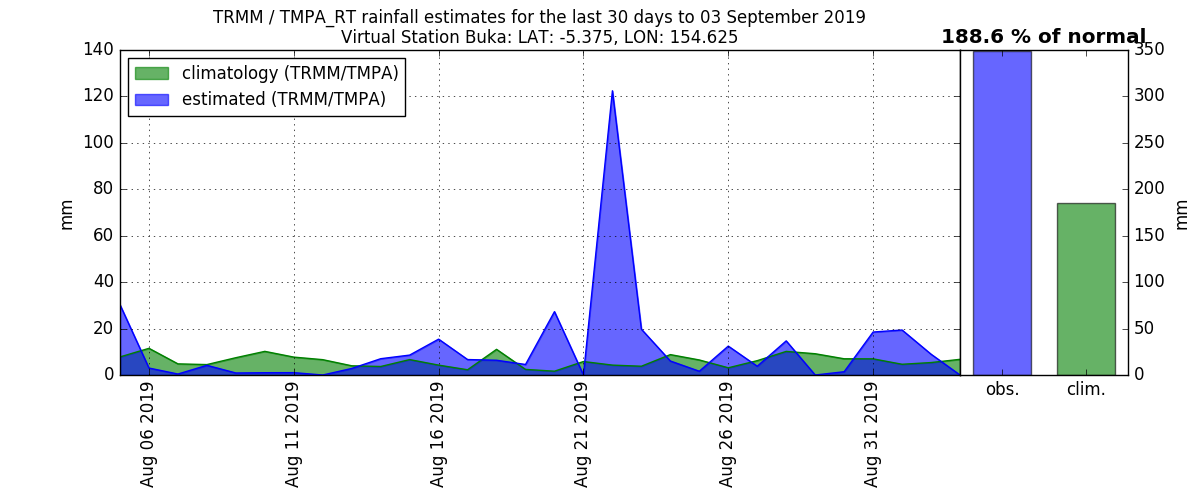 TRMM / TMPA_RT rainfall estimates for the last 30 days to 03 September 2019
Virtual Station Buka: LAT: -5.375, LON: 154.625
188.6 % of normal
climatology (TRMM/TMPA)
estimated (TRMM/TMPA)
mm
140
120
100
80
60
40
20
0
Aug 06 2019
Aug 11 2019
Aug 16 2019
Aug 21 2019
Aug 26 2019
Aug 31 2019
obs.
clim.
350
300
250
200
150
100
50
0
mm